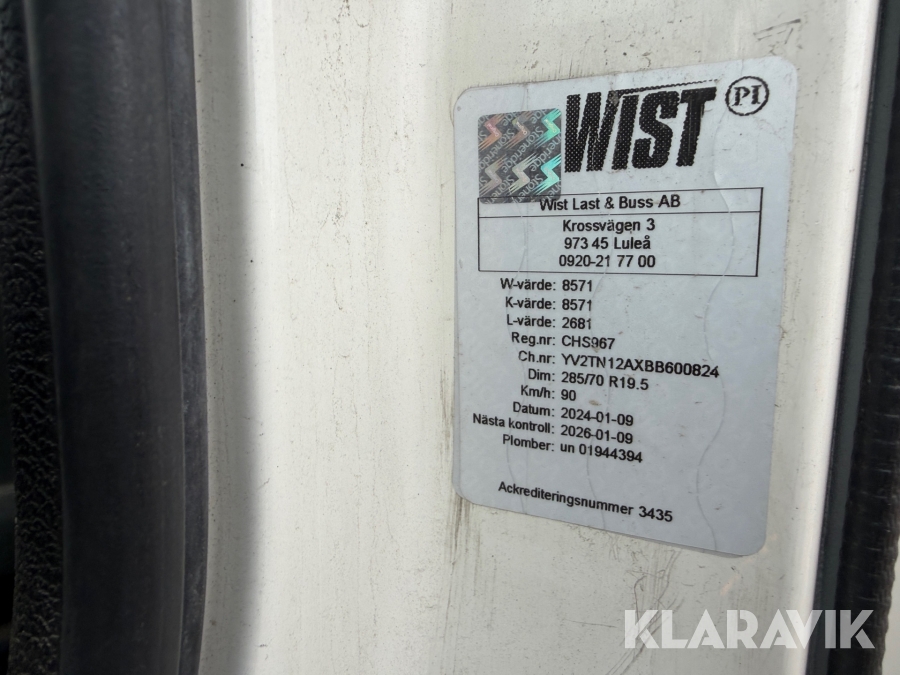 WIST
PI
Stoneridge
Wist Last & Buss AB
Krossvägen 3
973 45 Luleå
0920-21 77 00
W-värde: 8571
K-värde: 8571
L-värde: 2681
Reg.nr: CHS967
Ch.nr: YV2TN12AXBB600824
Dim: 285/70 R19.5
Km/h: 90
Datum: 2024-01-09
Nästa kontroll: 2026-01-09
Plomber: un 01944394
Ackrediteringsnummer 3435
KLARAVIK